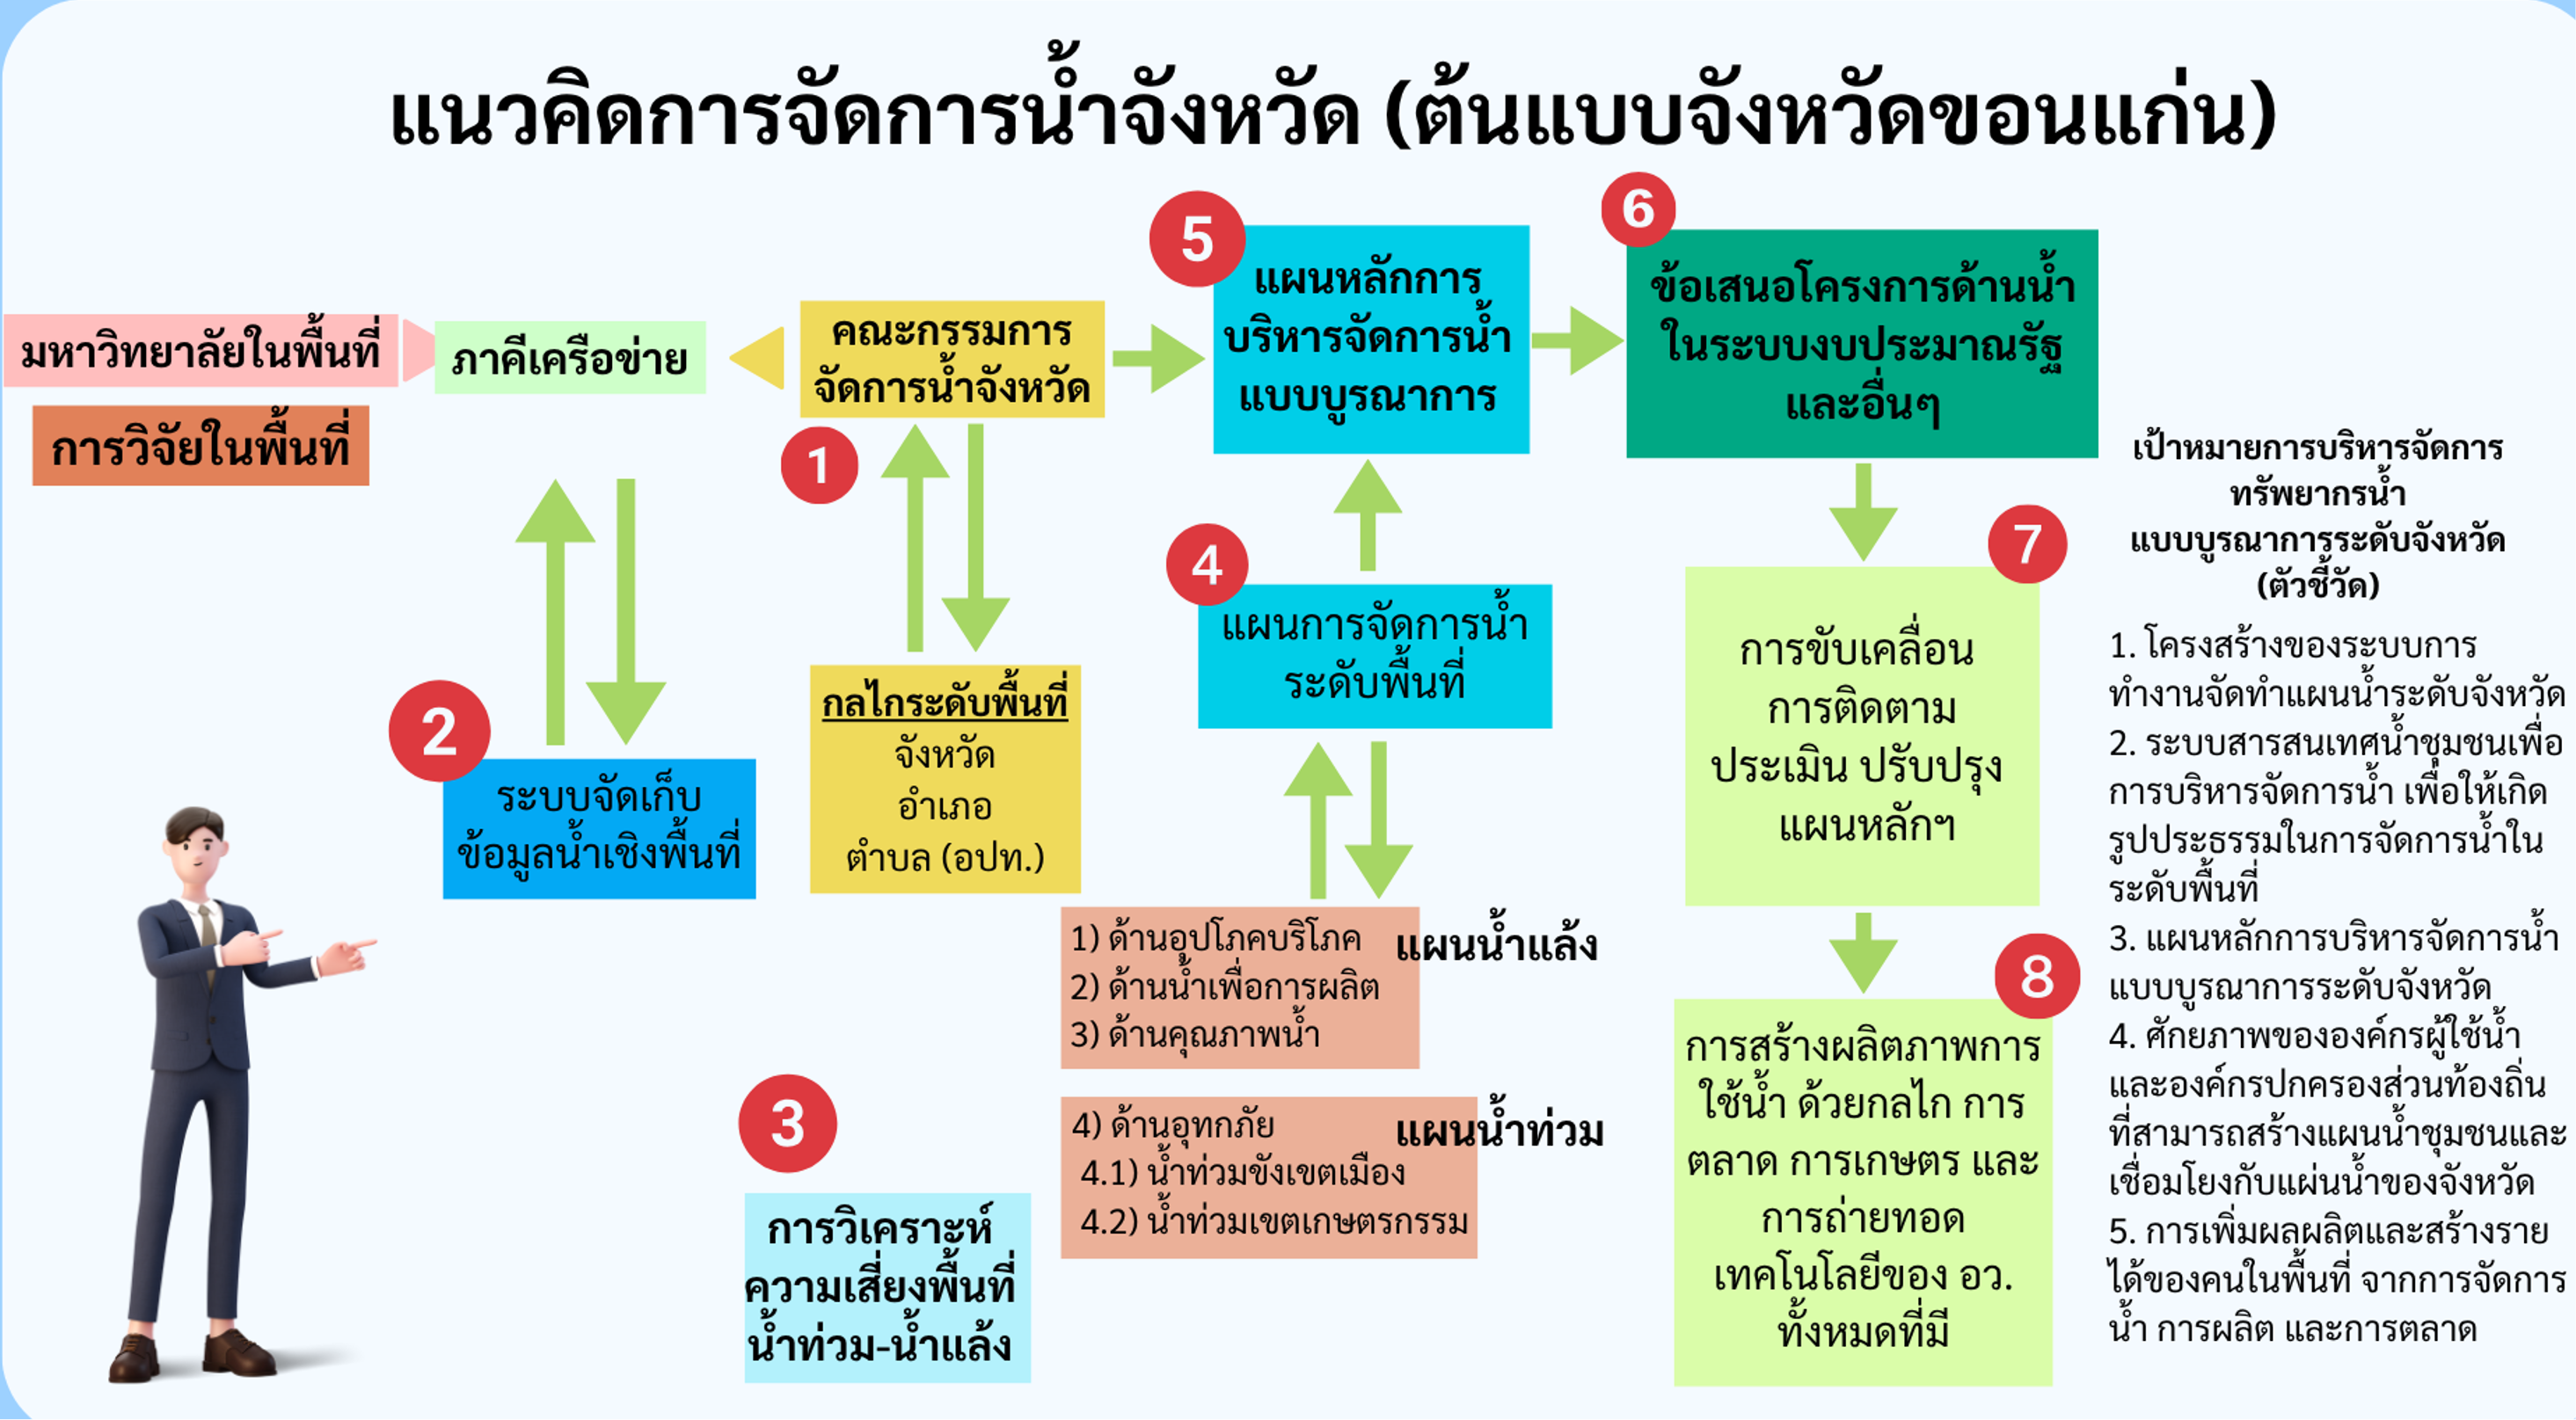 แนวคิดการจัดการน้ำจังหวัด (ต้นแบบจังหวัดขอนแก่น)
มหาวิทยาลัยในพื้นที่
การวิจัยในพื้นที่
ภาคีเครือข่าย
คณะกรรมการ
จัดการน้ำจังหวัด
1
กลไกระดับพื้นที่
จังหวัด
อำเภอ
ตำบล (อปท.)
2
ระบบจัดเก็บ
ข้อมูลน้ำเชิงพื้นที่
3
การวิเคราะห์
ความเสี่ยงพื้นที่
น้ำท่วม-น้ำแล้ง
4
แผนการจัดการน้ำ
ระดับพื้นที่
1) ด้านอุปโภคบริโภค
2) ด้านน้ำเพื่อการผลิต
3) ด้านคุณภาพน้ำ
แผนน้ำแล้ง
4) ด้านอุทกภัย
4.1) น้ำท่วมขังเขตเมือง
4.2) น้ำท่วมเขตเกษตรกรรม
แผนน้ำท่วม
5
แผนหลักการ
บริหารจัดการน้ำ
แบบบูรณาการ
6
ข้อเสนอโครงการด้านน้ำ
ในระบบงบประมาณรัฐ
และอื่นๆ
7
การขับเคลื่อน
การติดตาม
ประเมิน ปรับปรุง
แผนหลักฯ
8
การสร้างผลิตภาพการ
ใช้น้ำ ด้วยกลไก การ
ตลาด การเกษตร และ
การถ่ายทอด
เทคโนโลยีของ อว.
ทั้งหมดที่มี
เป้าหมายการบริหารจัดการ
ทรัพยากรน้ำ
แบบบูรณาการระดับจังหวัด
(ตัวชี้วัด)
1. โครงสร้างของระบบการ
ทำงานจัดทำแผนน้ำระดับจังหวัด
2. ระบบสารสนเทศน้ำชุมชนเพื่อ
การบริหารจัดการน้ำ เพื่อให้เกิด
รูปประธรรมในการจัดการน้ำใน
ระดับพื้นที่
3. แผนหลักการบริหารจัดการน้ำ
แบบบูรณาการระดับจังหวัด
4. ศักยภาพขององค์กรผู้ใช้น้ำ
และองค์กรปกครองส่วนท้องถิ่น
ที่สามารถสร้างแผนน้ำชุมชนและ
เชื่อมโยงกับแผ่นน้ำของจังหวัด
5. การเพิ่มผลผลิตและสร้างราย
ได้ของคนในพื้นที่ จากการจัดการ
น้ำ การผลิต และการตลาด